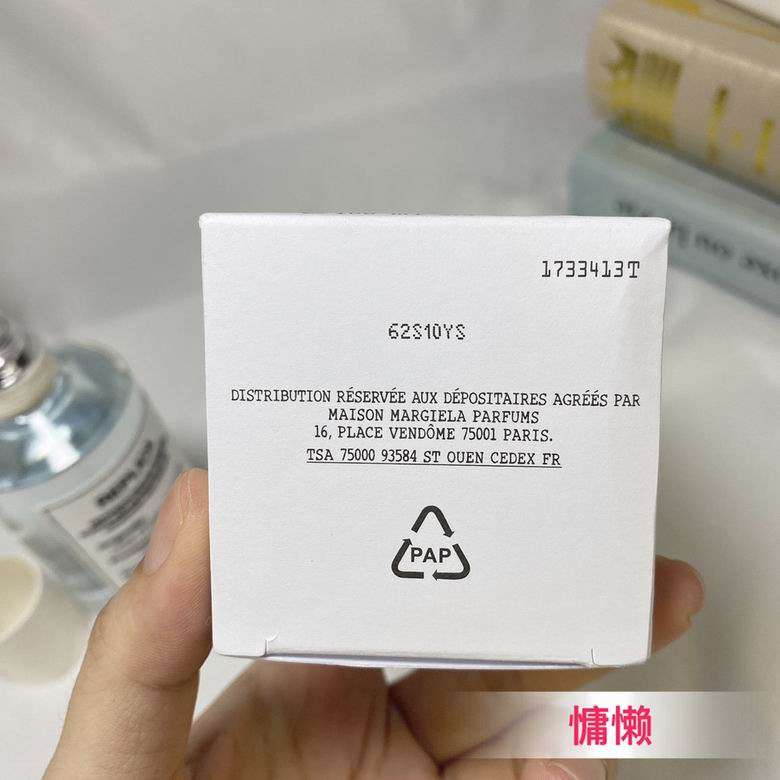 1733413T
62S10YS
DISTRIBUTION RÉSERVÉE AUX DÉPOSITAIRES AGRÉÉS PAR
MAISON MARGIELA PARFUMS
16, PLACE VENDÔME 75001 PARIS.
TSA 75000 93584 ST OUEN CEDEX FR
PAP
慵懒